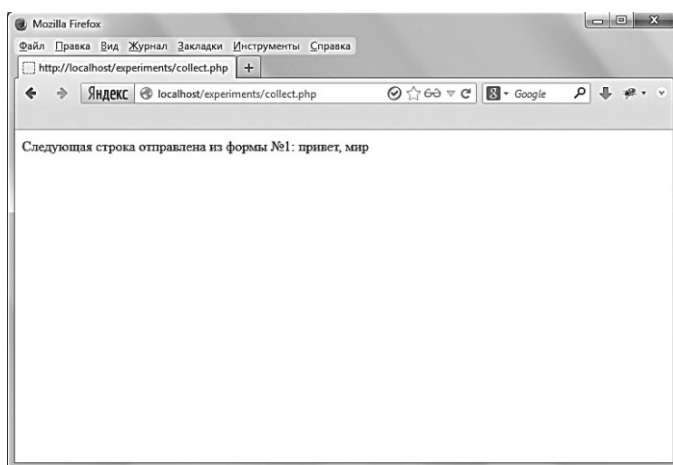 Mozilla Firefox
Файл Правка Вид Журнал Закладки Инструменты Справка
http://localhost/experiments/collect.php +
Яндекс localhost/experiments/collect.php Google
Следующая строка отправлена из формы №1: привет, мир